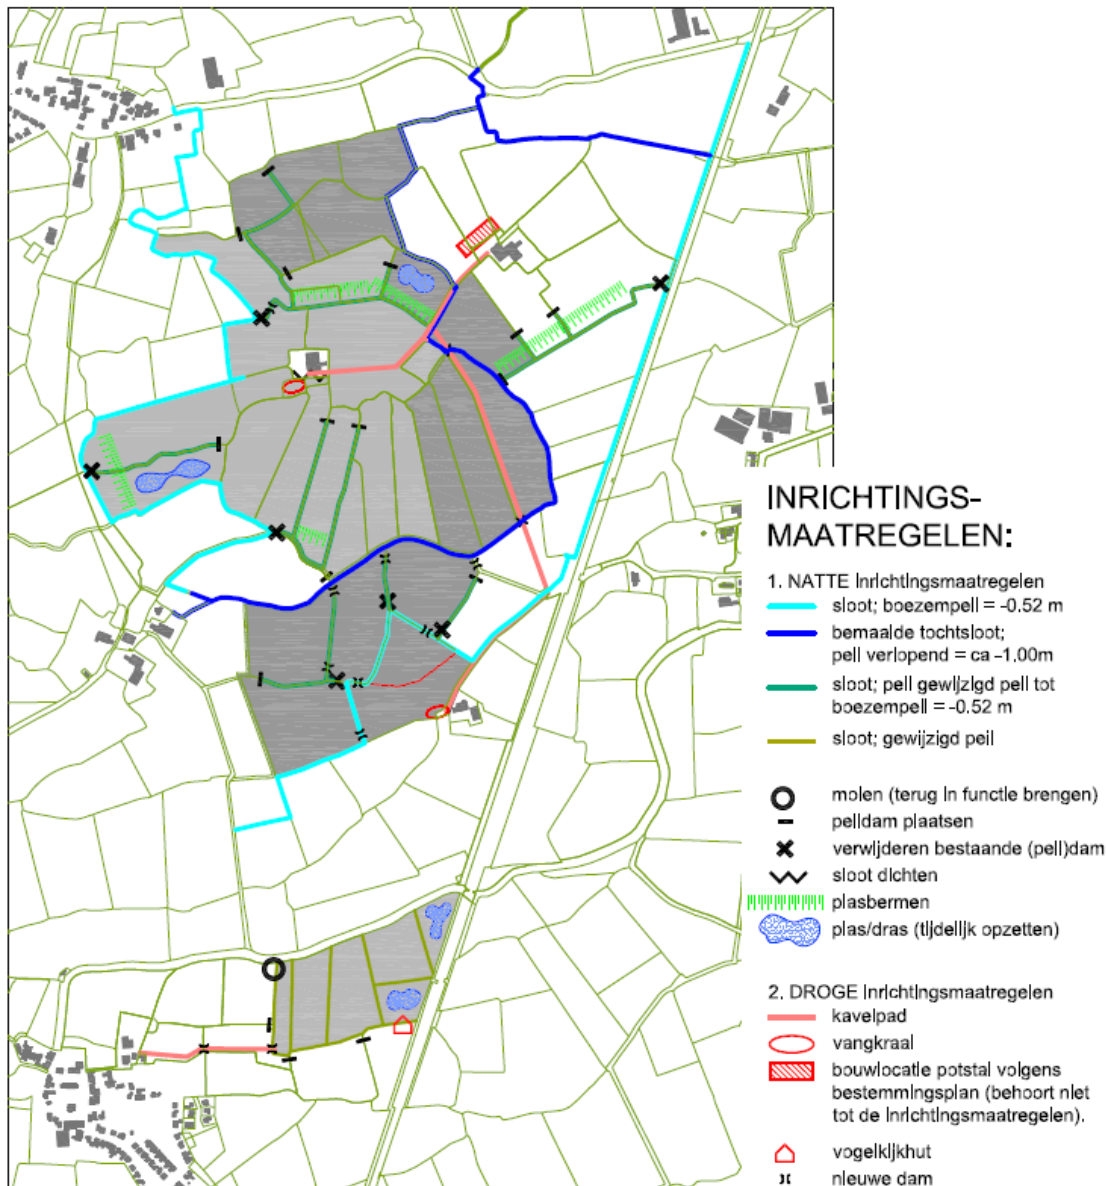 INRICHTINGS-
MAATREGELEN:
1. NATTE Inrichtingsmaatregelen
sloot; boezempeil = -0.52 m
bemaalde tochtsloot;
peil verlopend = ca -1.00m
sloot; peil gewijzigd peil tot
boezempeil = -0.52 m
sloot; gewijzigd peil
molen (terug in functie brengen)
peildam plaatsen
verwijderen bestaande (peil)dam
sloot dichten
plasbermen
plas/dras (tijdelijk opzetten)
2. DROGE Inrichtingsmaatregelen
kavelpad
vangkraal
bouwlocatie potstal volgens
bestemmingsplan (behoort niet
tot de Inrichtingsmaatregelen).
vogelkijkhut
nieuwe dam